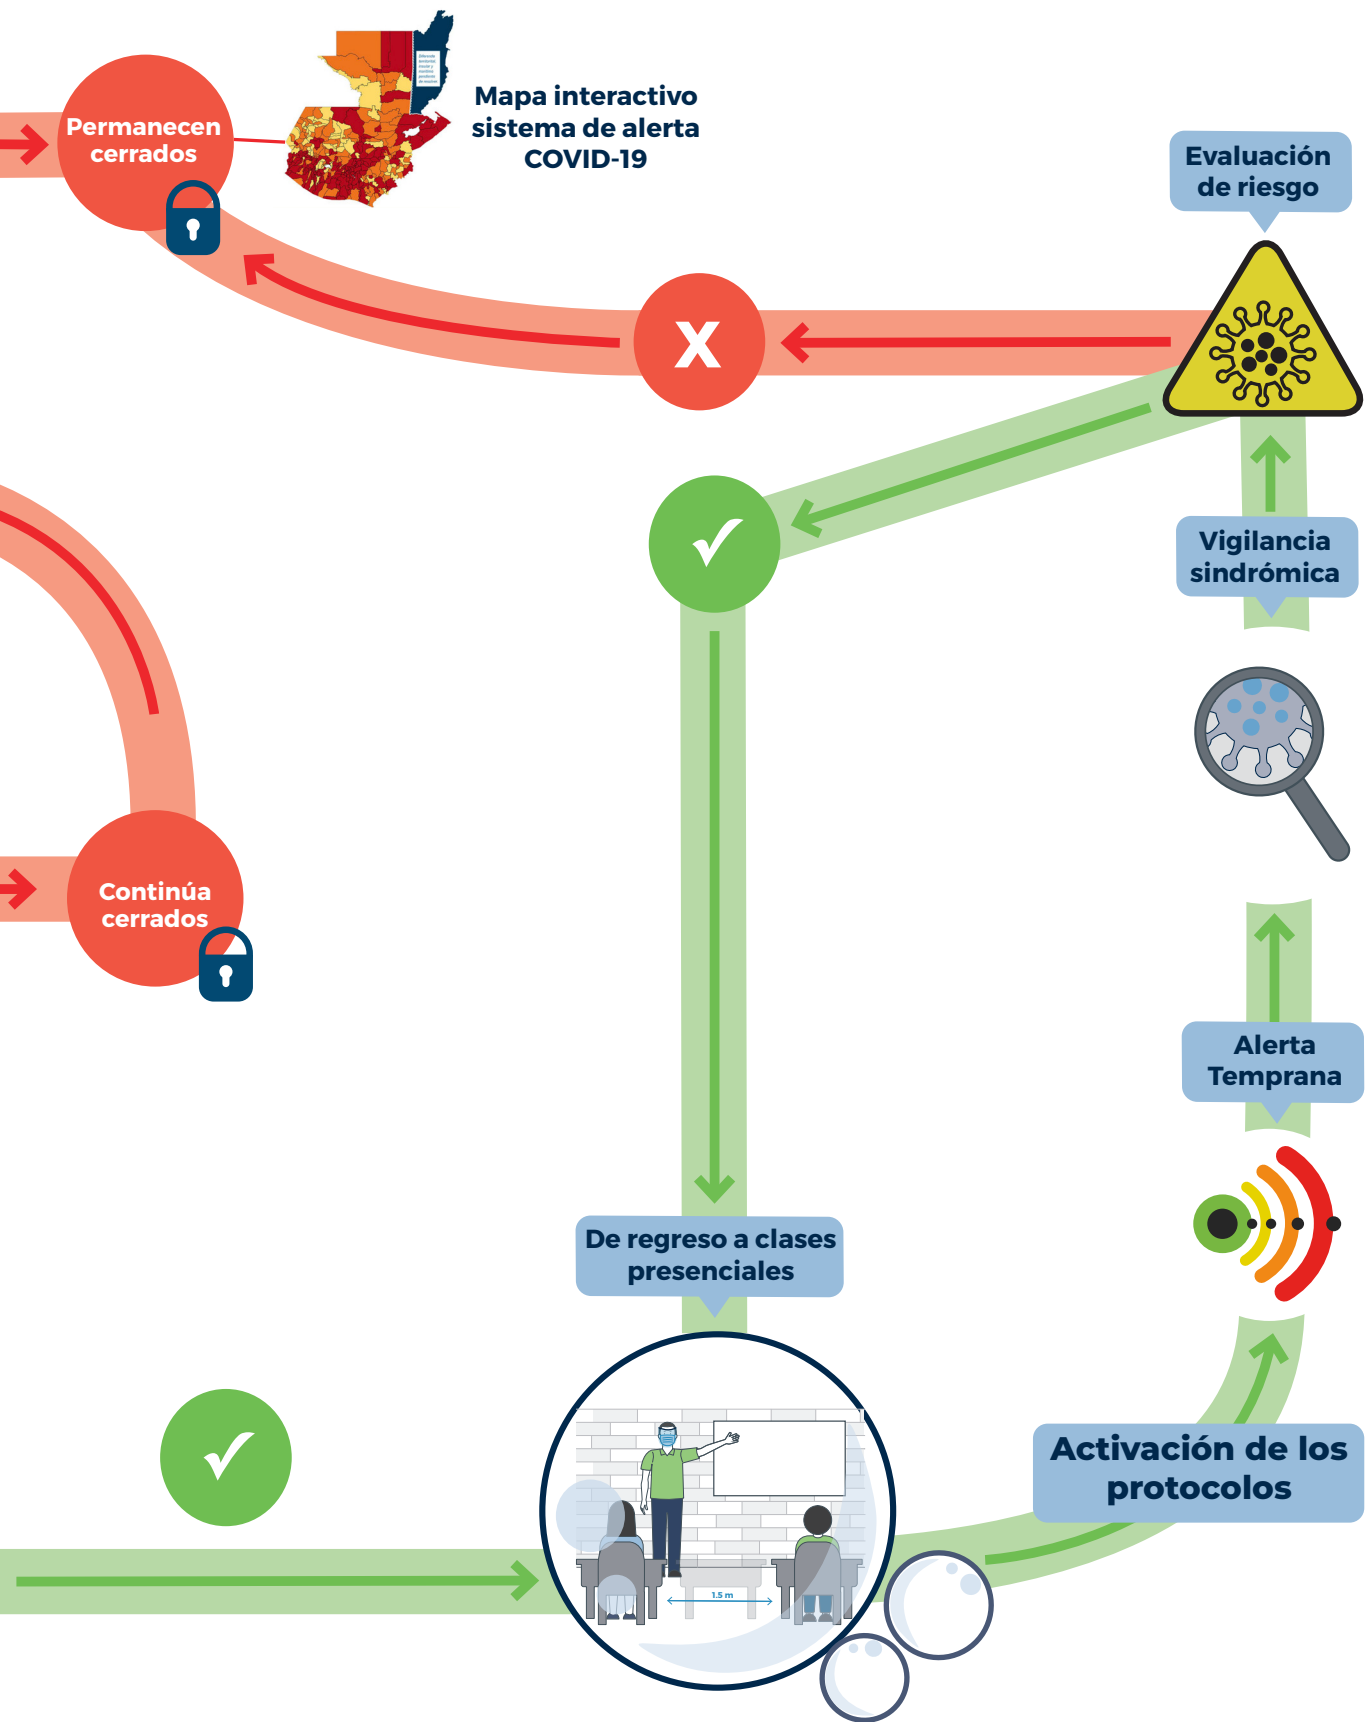 Permanecen
cerrados
Mapa interactivo
sistema de alerta
COVID-19
Evaluación
de riesgo
X
Vigilancia
sindrómica
Continúa
cerrados
Alerta
Temprana
De regreso a clases
presenciales
Activación de los
protocolos
1.5 m